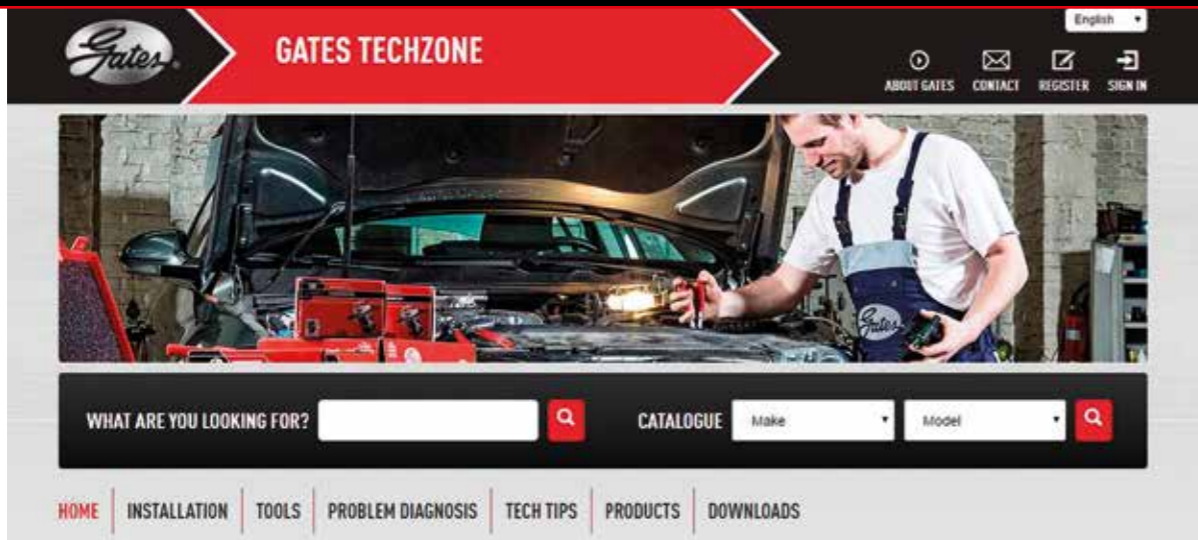 English
Gates
GATES TECHZONE
ABOUT GATES CONTACT REGISTER SIGN IN
Gates
WHAT ARE YOU LOOKING FOR? CATALOGUE Make Model
HOME INSTALLATION TOOLS PROBLEM DIAGNOSIS TECH TIPS PRODUCTS DOWNLOADS